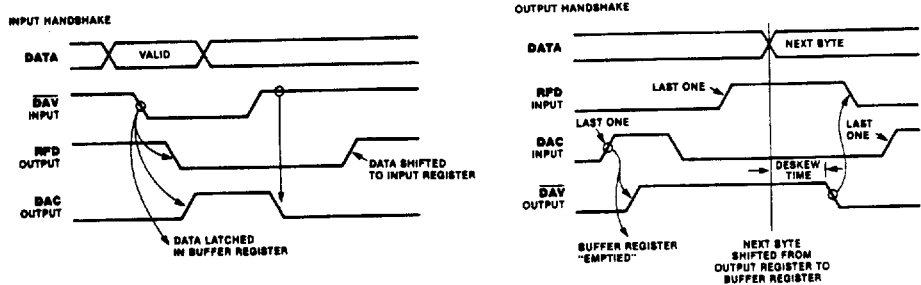 INPUT HANDSHAKE
DATA
VALID
DAV
INPUT
RFD
OUTPUT
DATA SHIFTED
TO INPUT REGISTER
DAC
OUTPUT
DATA LATCHED
IN BUFFER REGISTER
OUTPUT HANDSHAKE
DATA
NEXT BYTE
RFD
INPUT
LAST ONE
LAST ONE
DAC
INPUT
LAST
ONE
DESKEW
TIME
DAV
OUTPUT
BUFFER REGISTER
"EMPTIED"
NEXT BYTE
SHIFTED FROM
OUTPUT REGISTER TO
BUFFER REGISTER